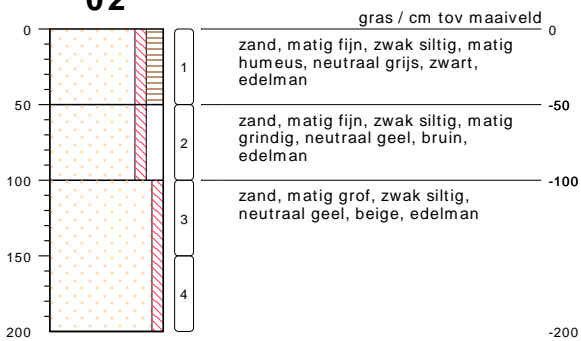 02
gras / cm tov maaiveld
0
0
zand, matig fijn, zwak siltig, matig
humeus, neutraal grijs, zwart,
edelman
1
50
-50
zand, matig fijn, zwak siltig, matig
grindig, neutraal geel, bruin,
edelman
2
100
-100
zand, matig grof, zwak siltig,
neutraal geel, beige, edelman
3
150
4
200
-200